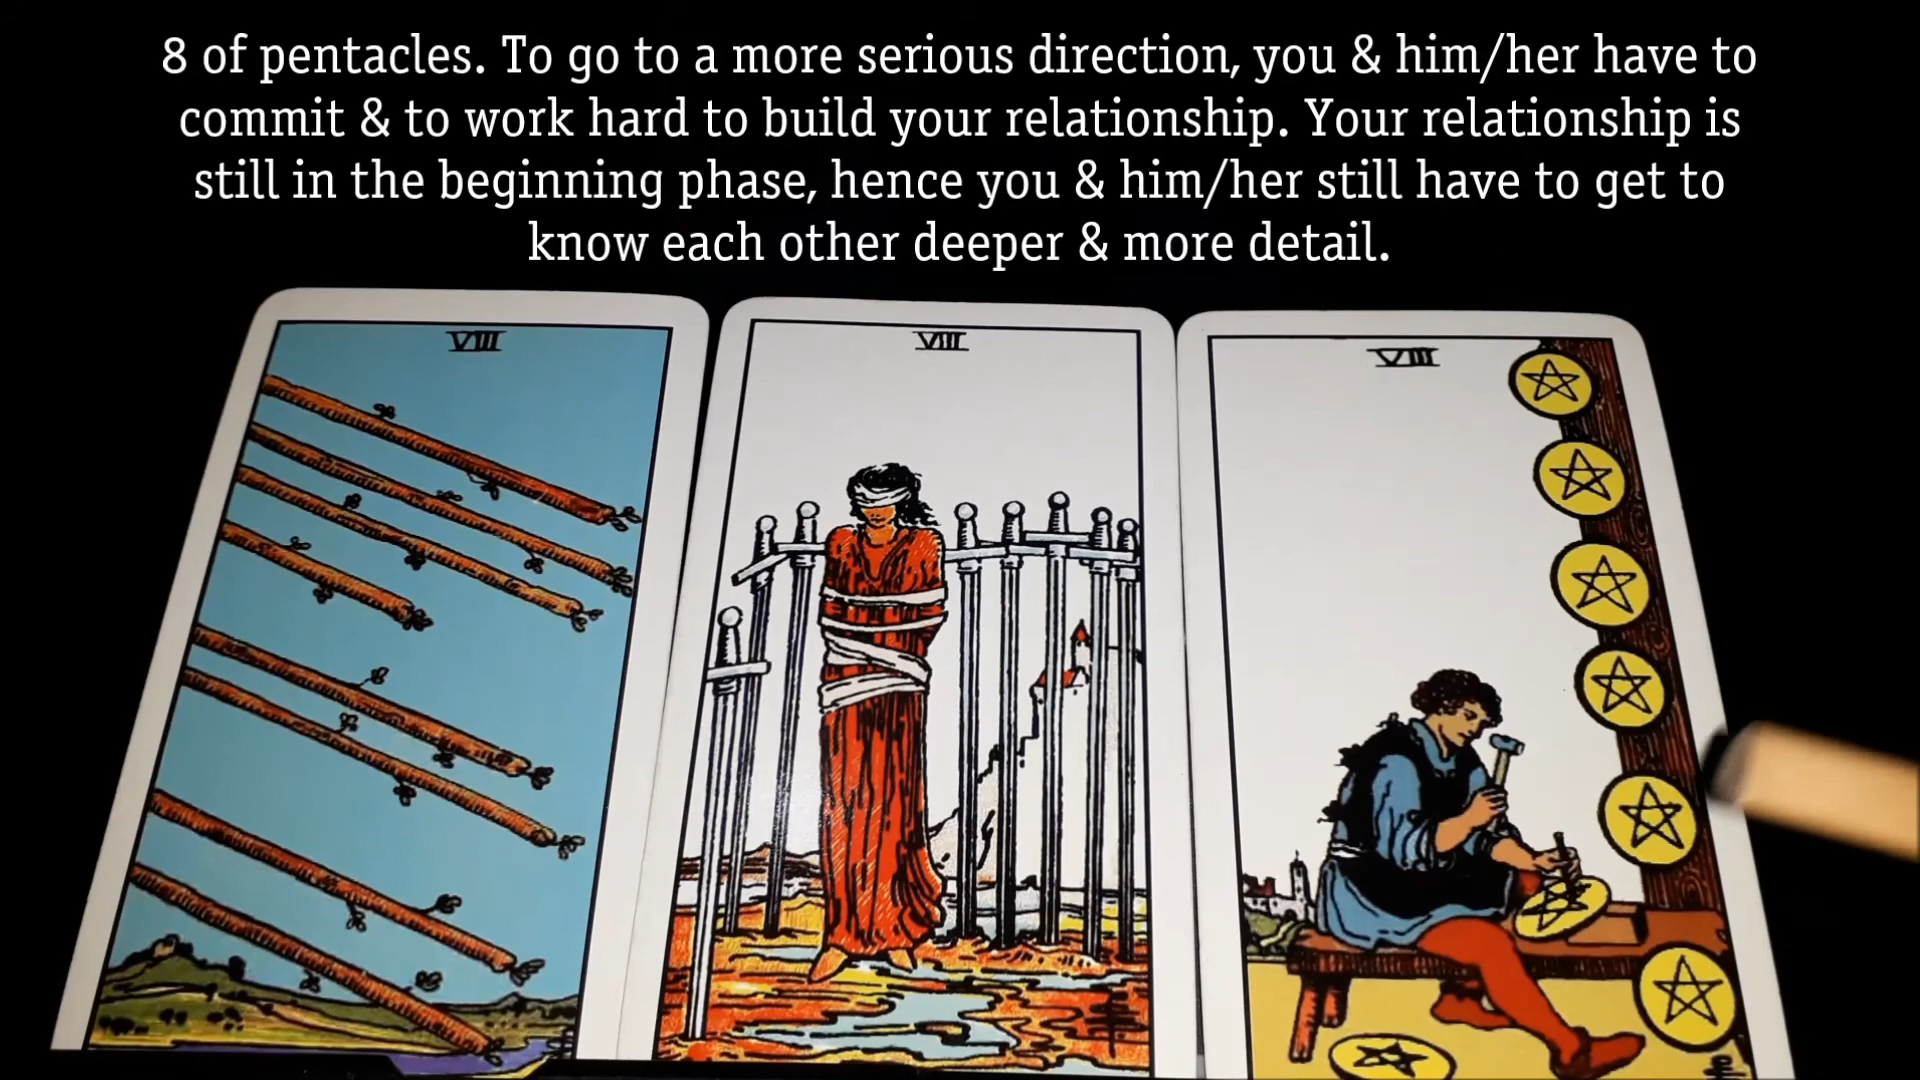 8 of pentacles. To go to a more serious direction, you & him/her have to
commit & to work hard to build your relationship. Your relationship is
still in the beginning phase, hence you & him/her still have to get to
know each other deeper & more detail.
VIII
VIII
VIII